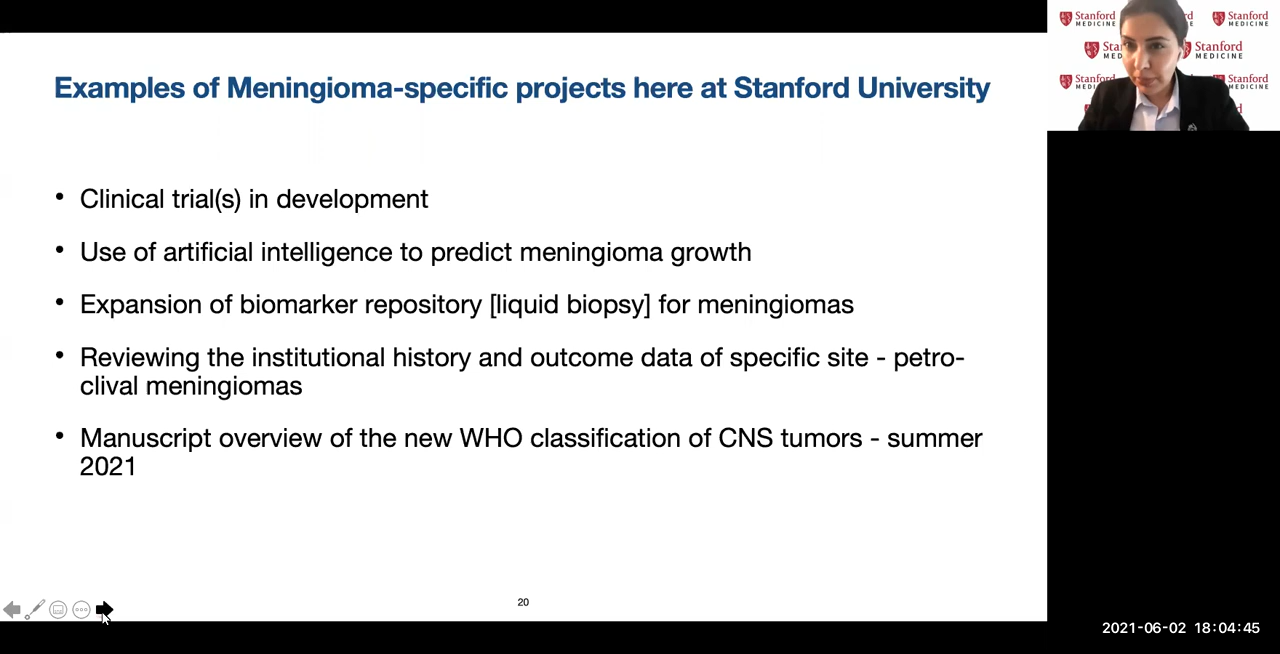 Examples of Meningioma-specific projects here at Stanford University
• Clinical trial(s) in development
• Use of artificial intelligence to predict meningioma growth
• Expansion of biomarker repository [liquid biopsy] for meningiomas
• Reviewing the institutional history and outcome data of specific site - petro-
clival meningiomas
• Manuscript overview of the new WHO classification of CNS tumors - summer
2021
20
Stanford
MEDICINE
Stanford
MEDICINE
Stanford
MEDICINE
Stanford
MEDICINE
2021-06-02 18:04:45